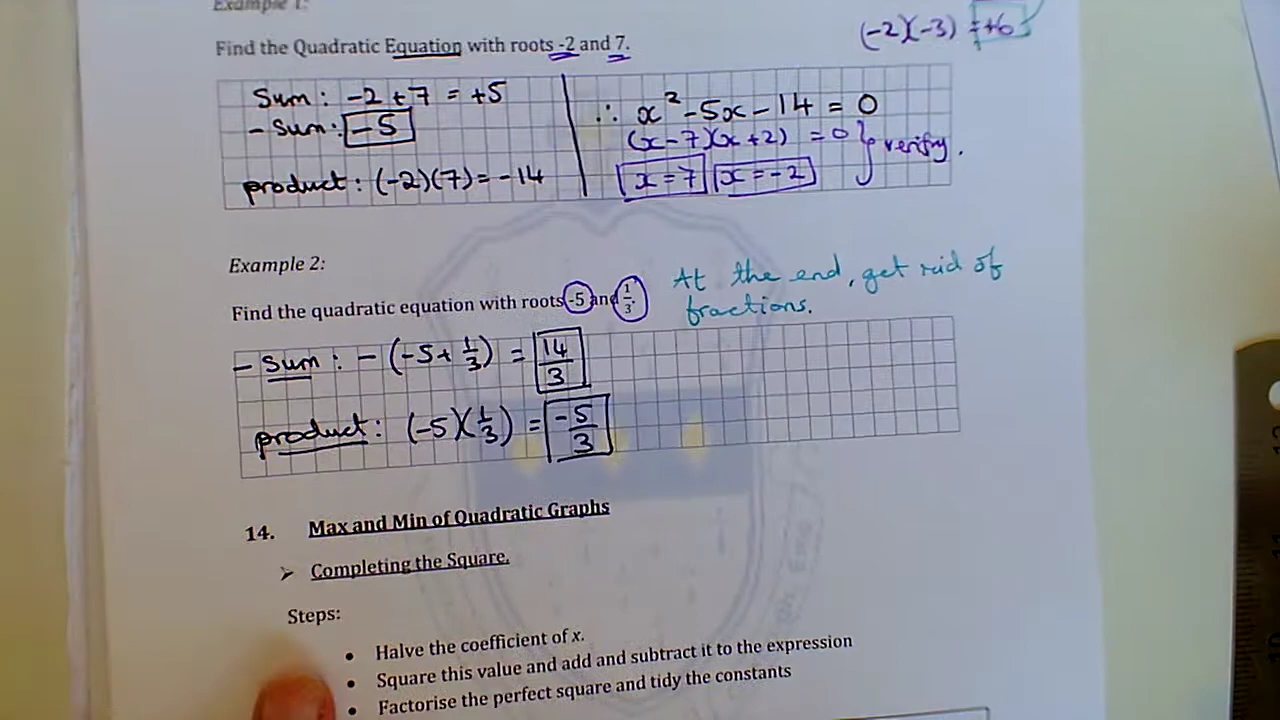 Example 1:
(-2)(-3) = +6
Find the Quadratic Equation with roots -2 and 7.
Sum: -2 + 7 = +5
- Sum: -5
product: (-2)(7) = -14
∴ x² - 5x - 14 = 0
(x - 7)(x + 2) = 0 } verify.
x = 7 x = -2
Example 2:
Find the quadratic equation with roots -5 and 1/3.
At the end, get rid of
fractions.
- Sum: - (-5 + 1/3) = 14/3
product: (-5)(1/3) = -5/3
14. Max and Min of Quadratic Graphs
➢ Completing the Square.
Steps:
• Halve the coefficient of x.
• Square this value and add and subtract it to the expression
• Factorise the perfect square and tidy the constants